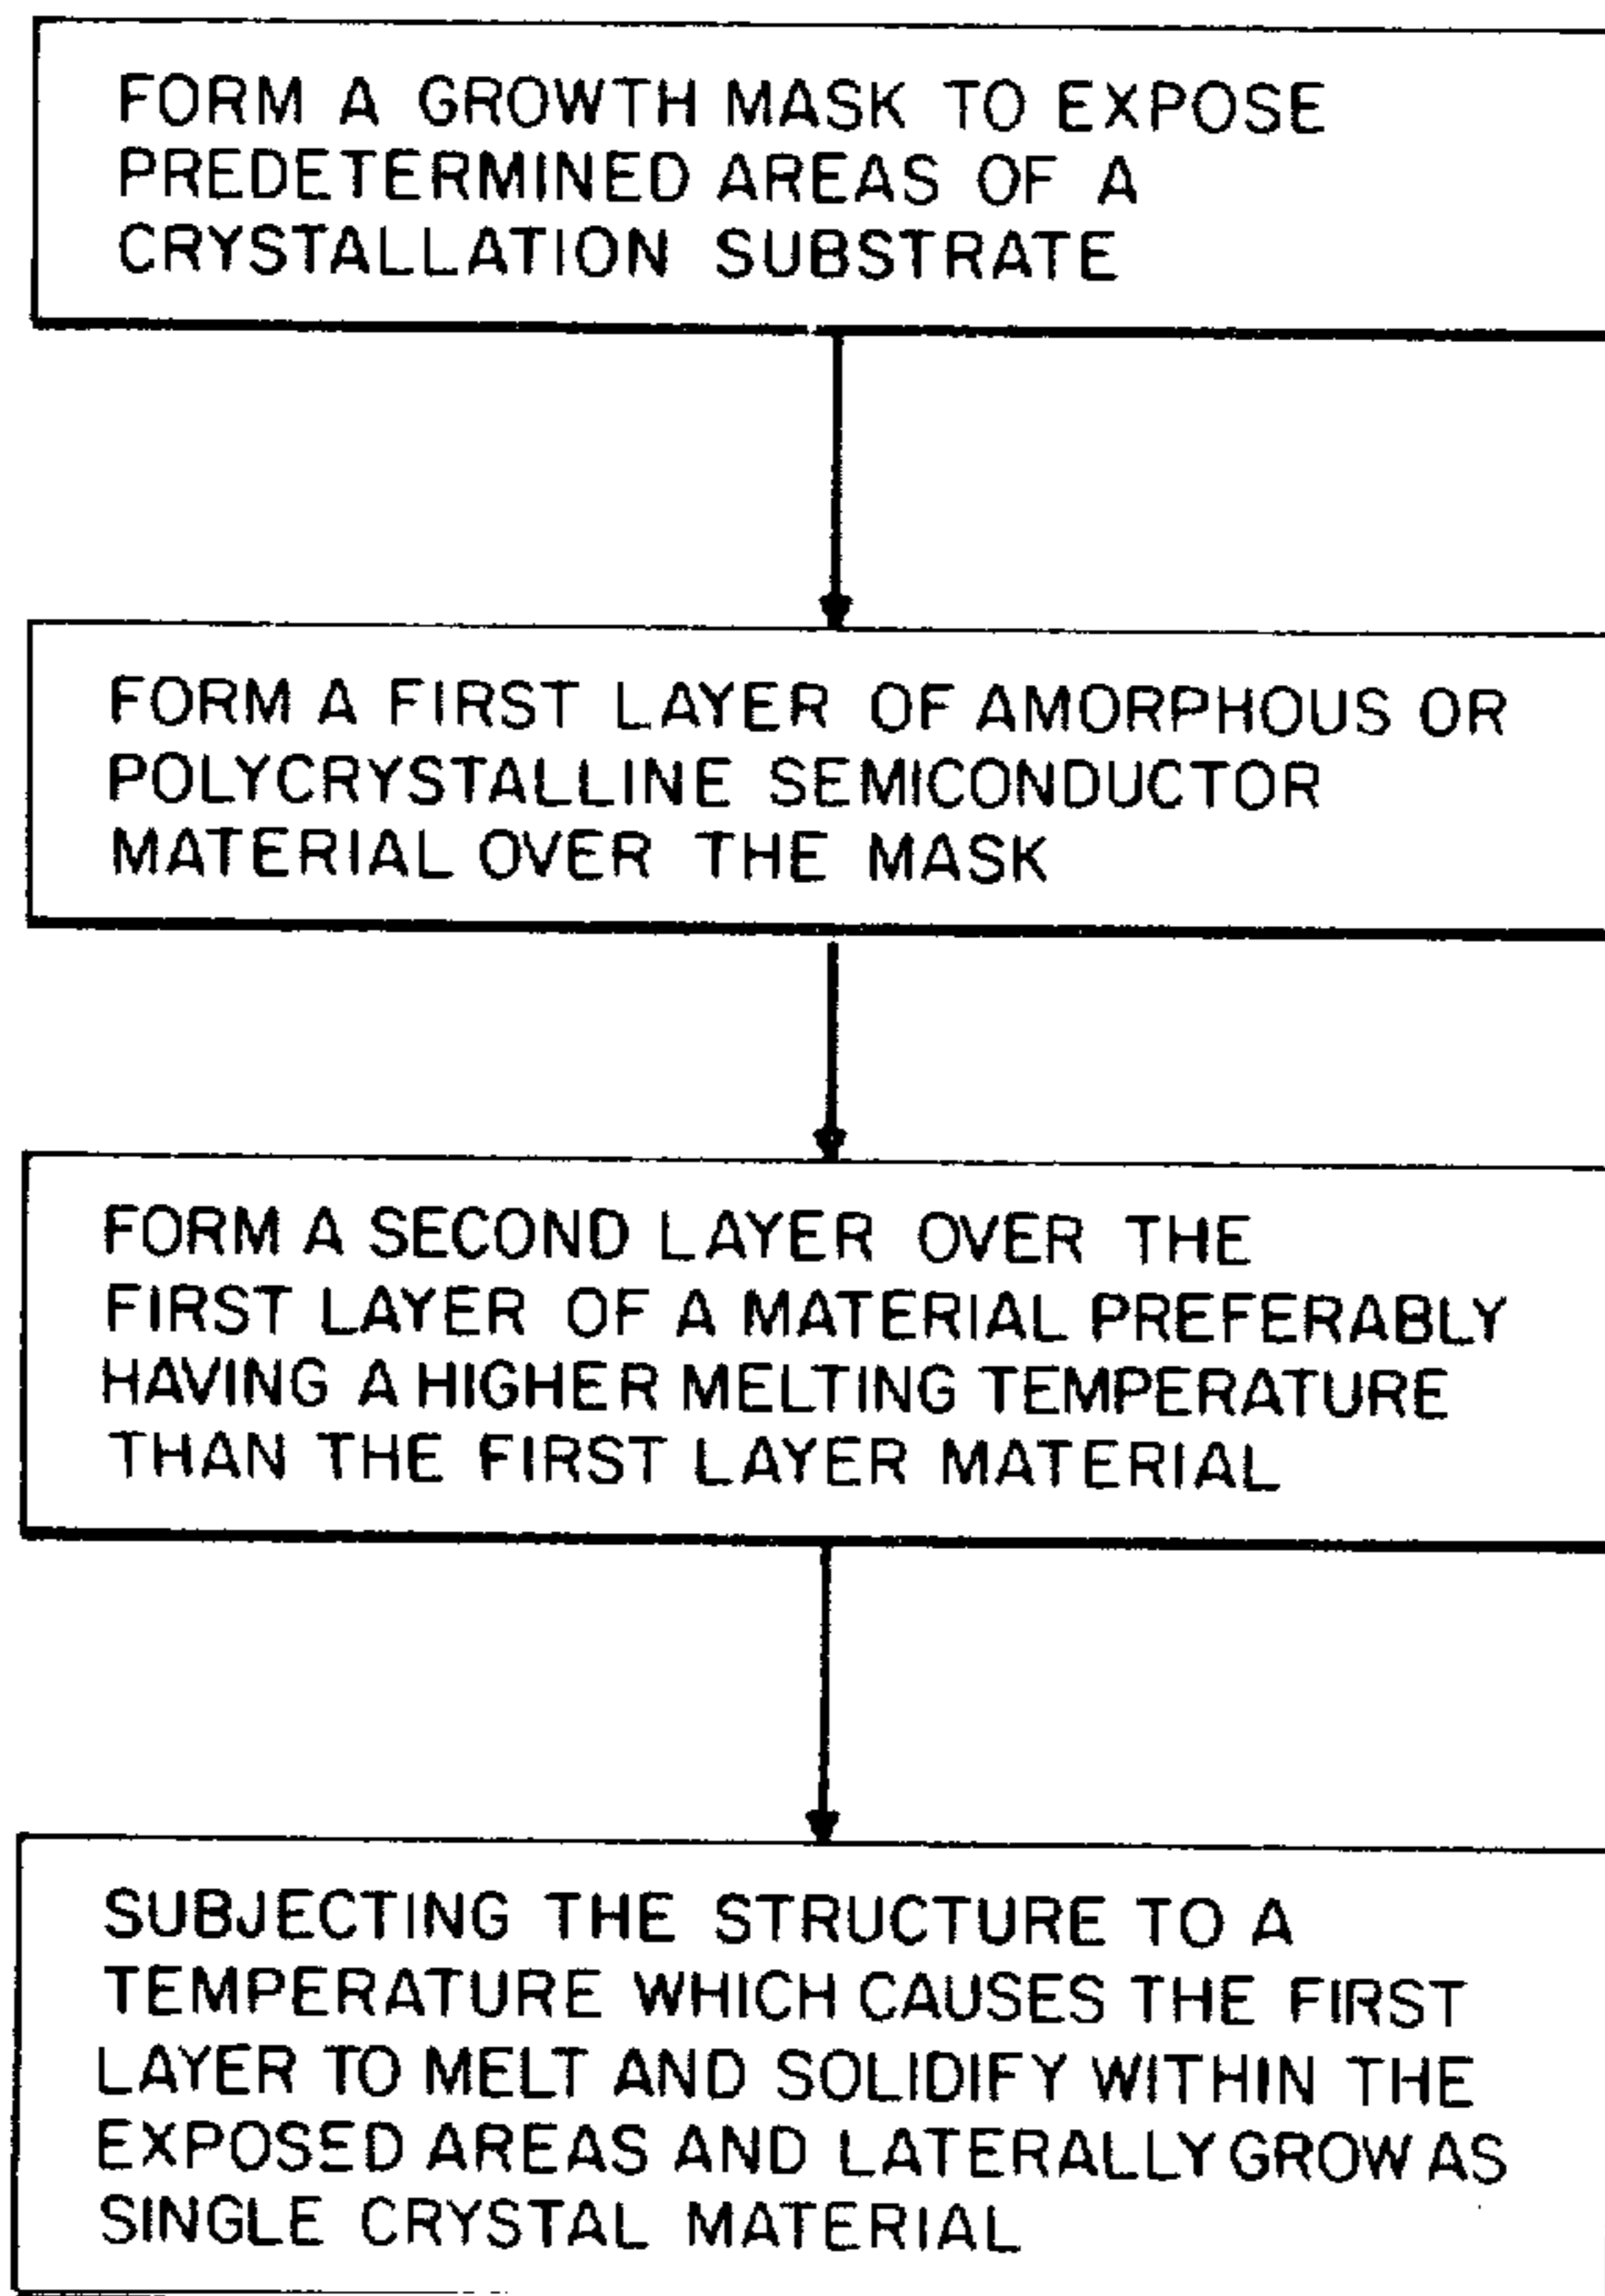 FORM A GROWTH MASK TO EXPOSE
PREDETERMINED AREAS OF A
CRYSTALLATION SUBSTRATE
FORM A FIRST LAYER OF AMORPHOUS OR
POLYCRYSTALLINE SEMICONDUCTOR
MATERIAL OVER THE MASK
FORM A SECOND LAYER OVER THE
FIRST LAYER OF A MATERIAL PREFERABLY
HAVING A HIGHER MELTING TEMPERATURE
THAN THE FIRST LAYER MATERIAL
SUBJECTING THE STRUCTURE TO A
TEMPERATURE WHICH CAUSES THE FIRST
LAYER TO MELT AND SOLIDIFY WITHIN THE
EXPOSED AREAS AND LATERALLY GROW AS
SINGLE CRYSTAL MATERIAL